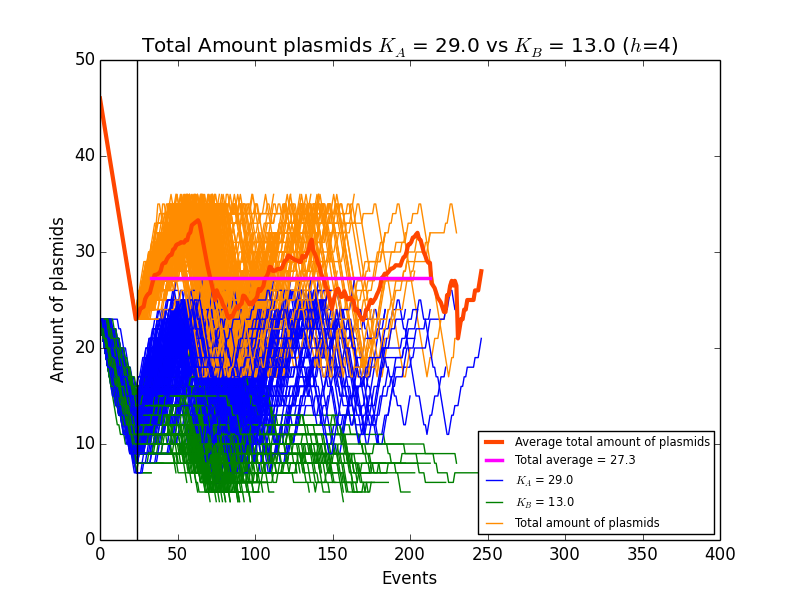 Total Amount plasmids K_A = 29.0 vs K_B = 13.0 (h=4)
50
40
30
20
10
0
Amount of plasmids
0 50 100 150 200 250 300 350 400
Events
Average total amount of plasmids
Total average = 27.3
K_A = 29.0
K_B = 13.0
Total amount of plasmids